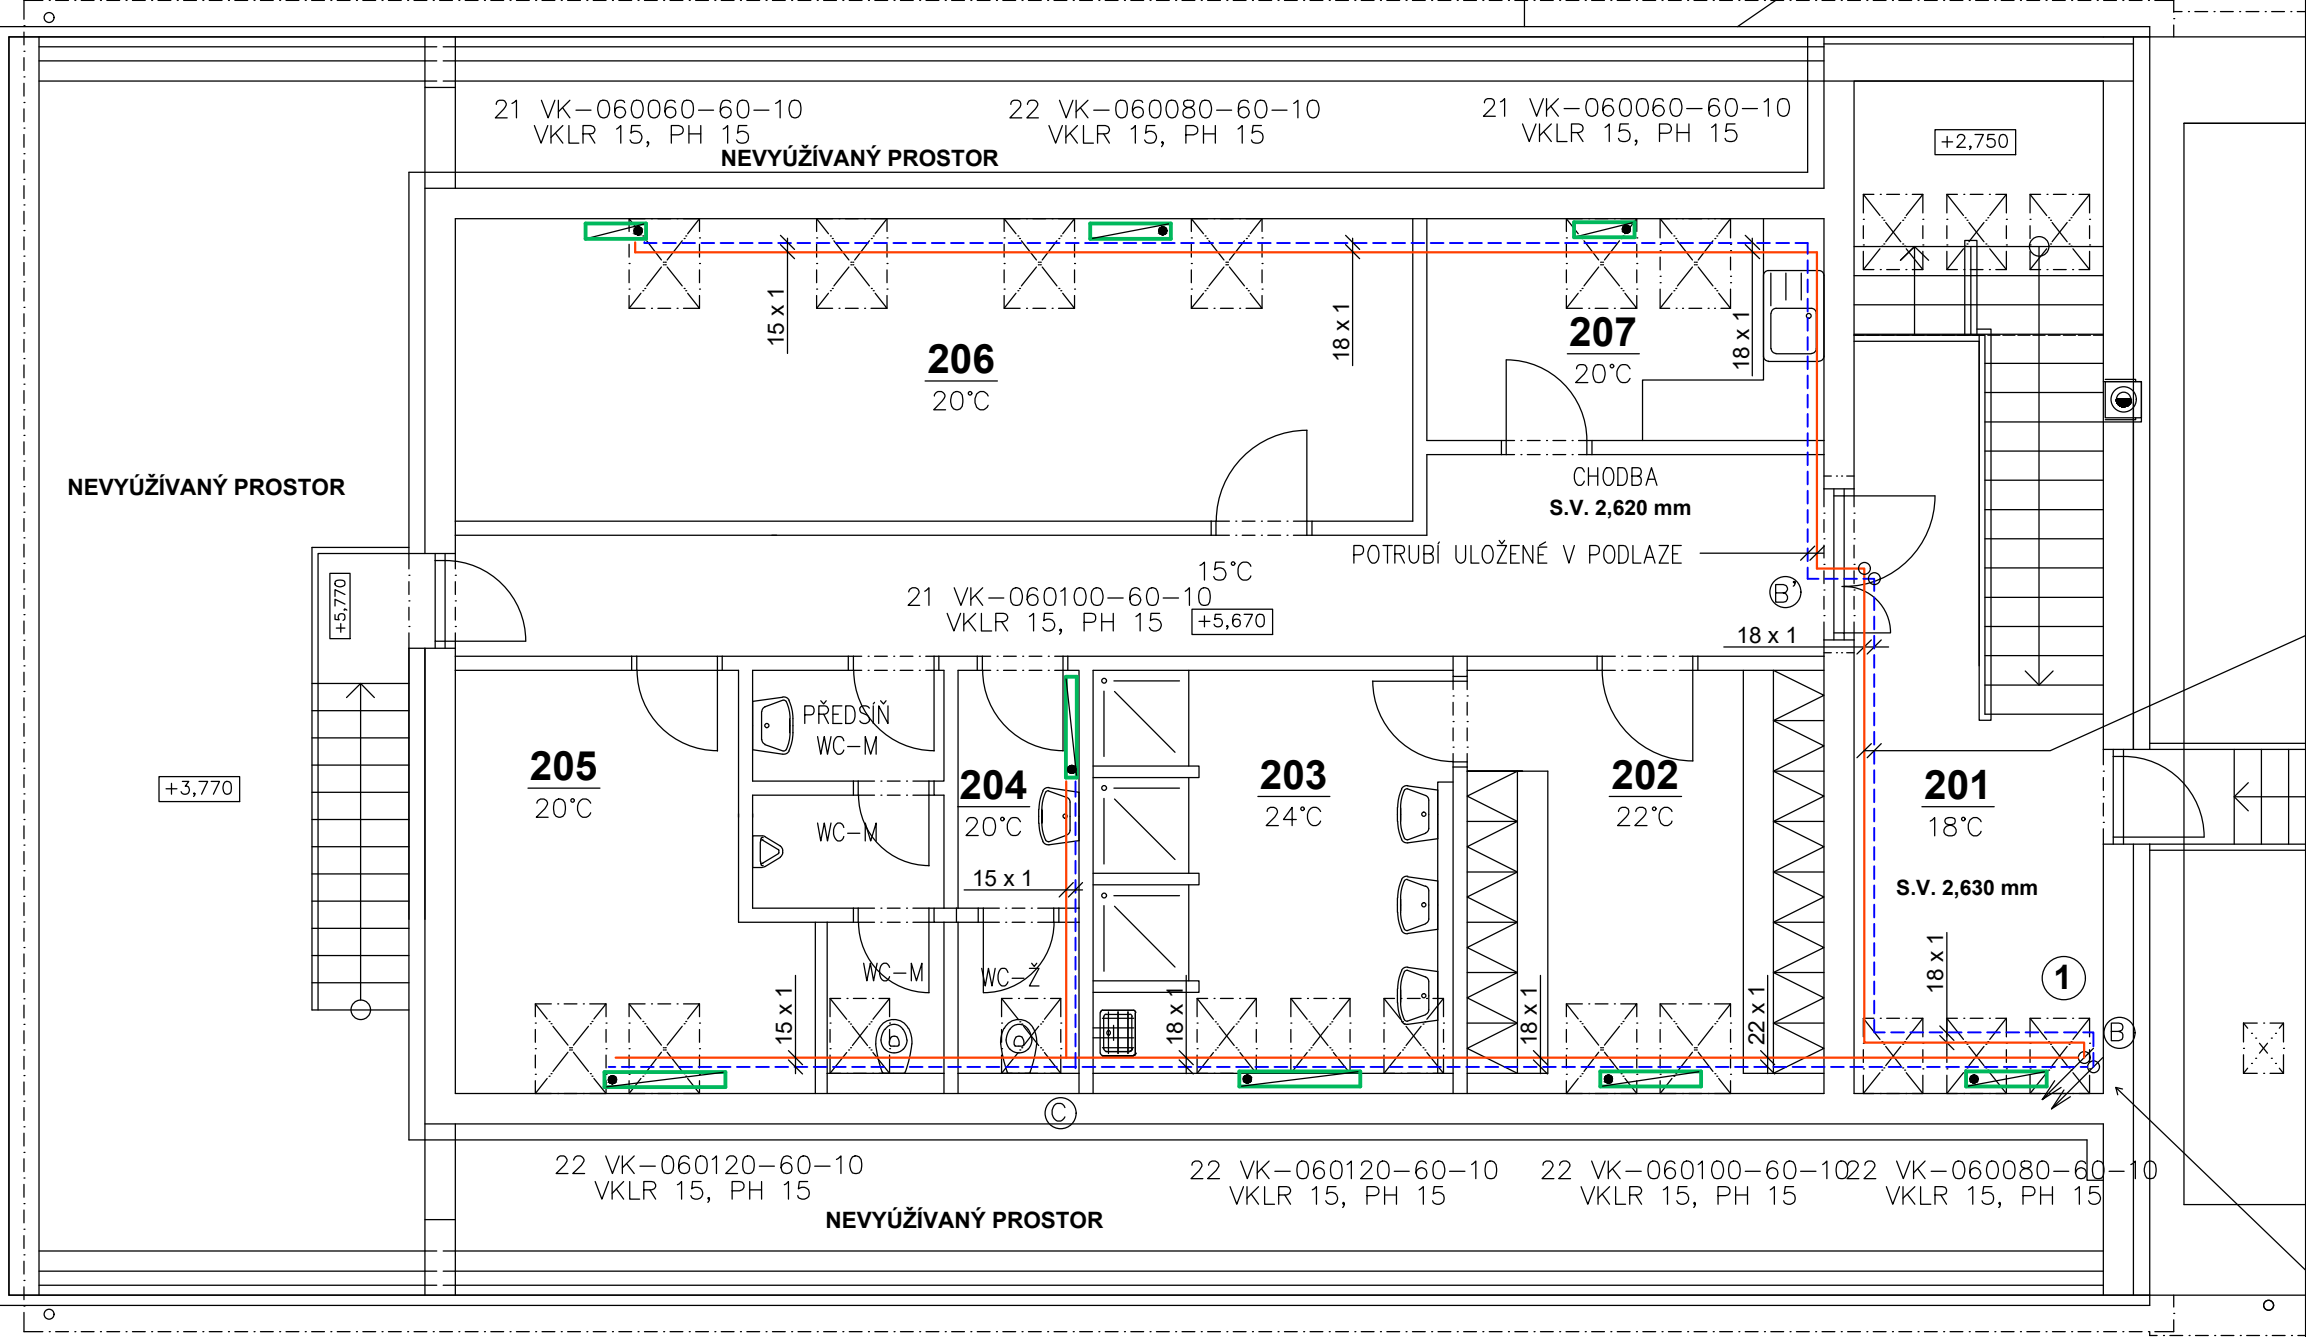 21 VK-060060-60-10
VKLR 15, PH 15
22 VK-060080-60-10
VKLR 15, PH 15
21 VK-060060-60-10
VKLR 15, PH 15
NEVYÚŽÍVANÝ PROSTOR
+2,750
15 x 1
18 x 1
18 x 1
206
20°C
207
20°C
NEVYÚŽÍVANÝ PROSTOR
CHODBA
S.V. 2,620 mm
POTRUBÍ ULOŽENÉ V PODLAZE
15°C
21 VK-060100-60-10
VKLR 15, PH 15
+5,670
B'
+5,770
18 x 1
PŘEDSÍŇ
WC-M
205
20°C
204
20°C
203
24°C
202
22°C
201
18°C
+3,770
WC-M
15 x 1
S.V. 2,630 mm
WC-M
WC-Ž
15 x 1
18 x 1
18 x 1
22 x 1
18 x 1
1
B
C
22 VK-060120-60-10
VKLR 15, PH 15
22 VK-060120-60-10
VKLR 15, PH 15
22 VK-060100-60-10
VKLR 15, PH 15
22 VK-060080-60-10
VKLR 15, PH 15
NEVYÚŽÍVANÝ PROSTOR